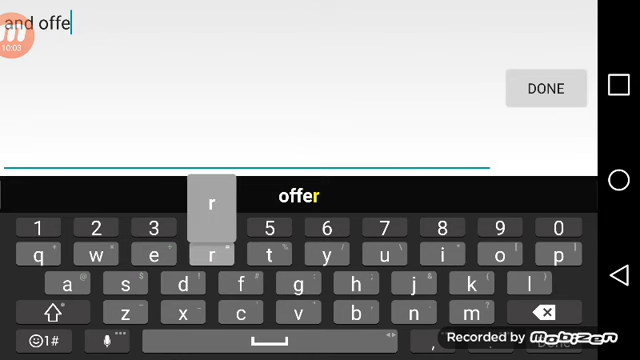 and offe
10:03
DONE
r
offer
1 2 3 5 6 7 8 9 0
q w e r t y u i o p
a s d f g h j k l
z x c v b n m
☺1# , Done
Recorded by MOBIZEN